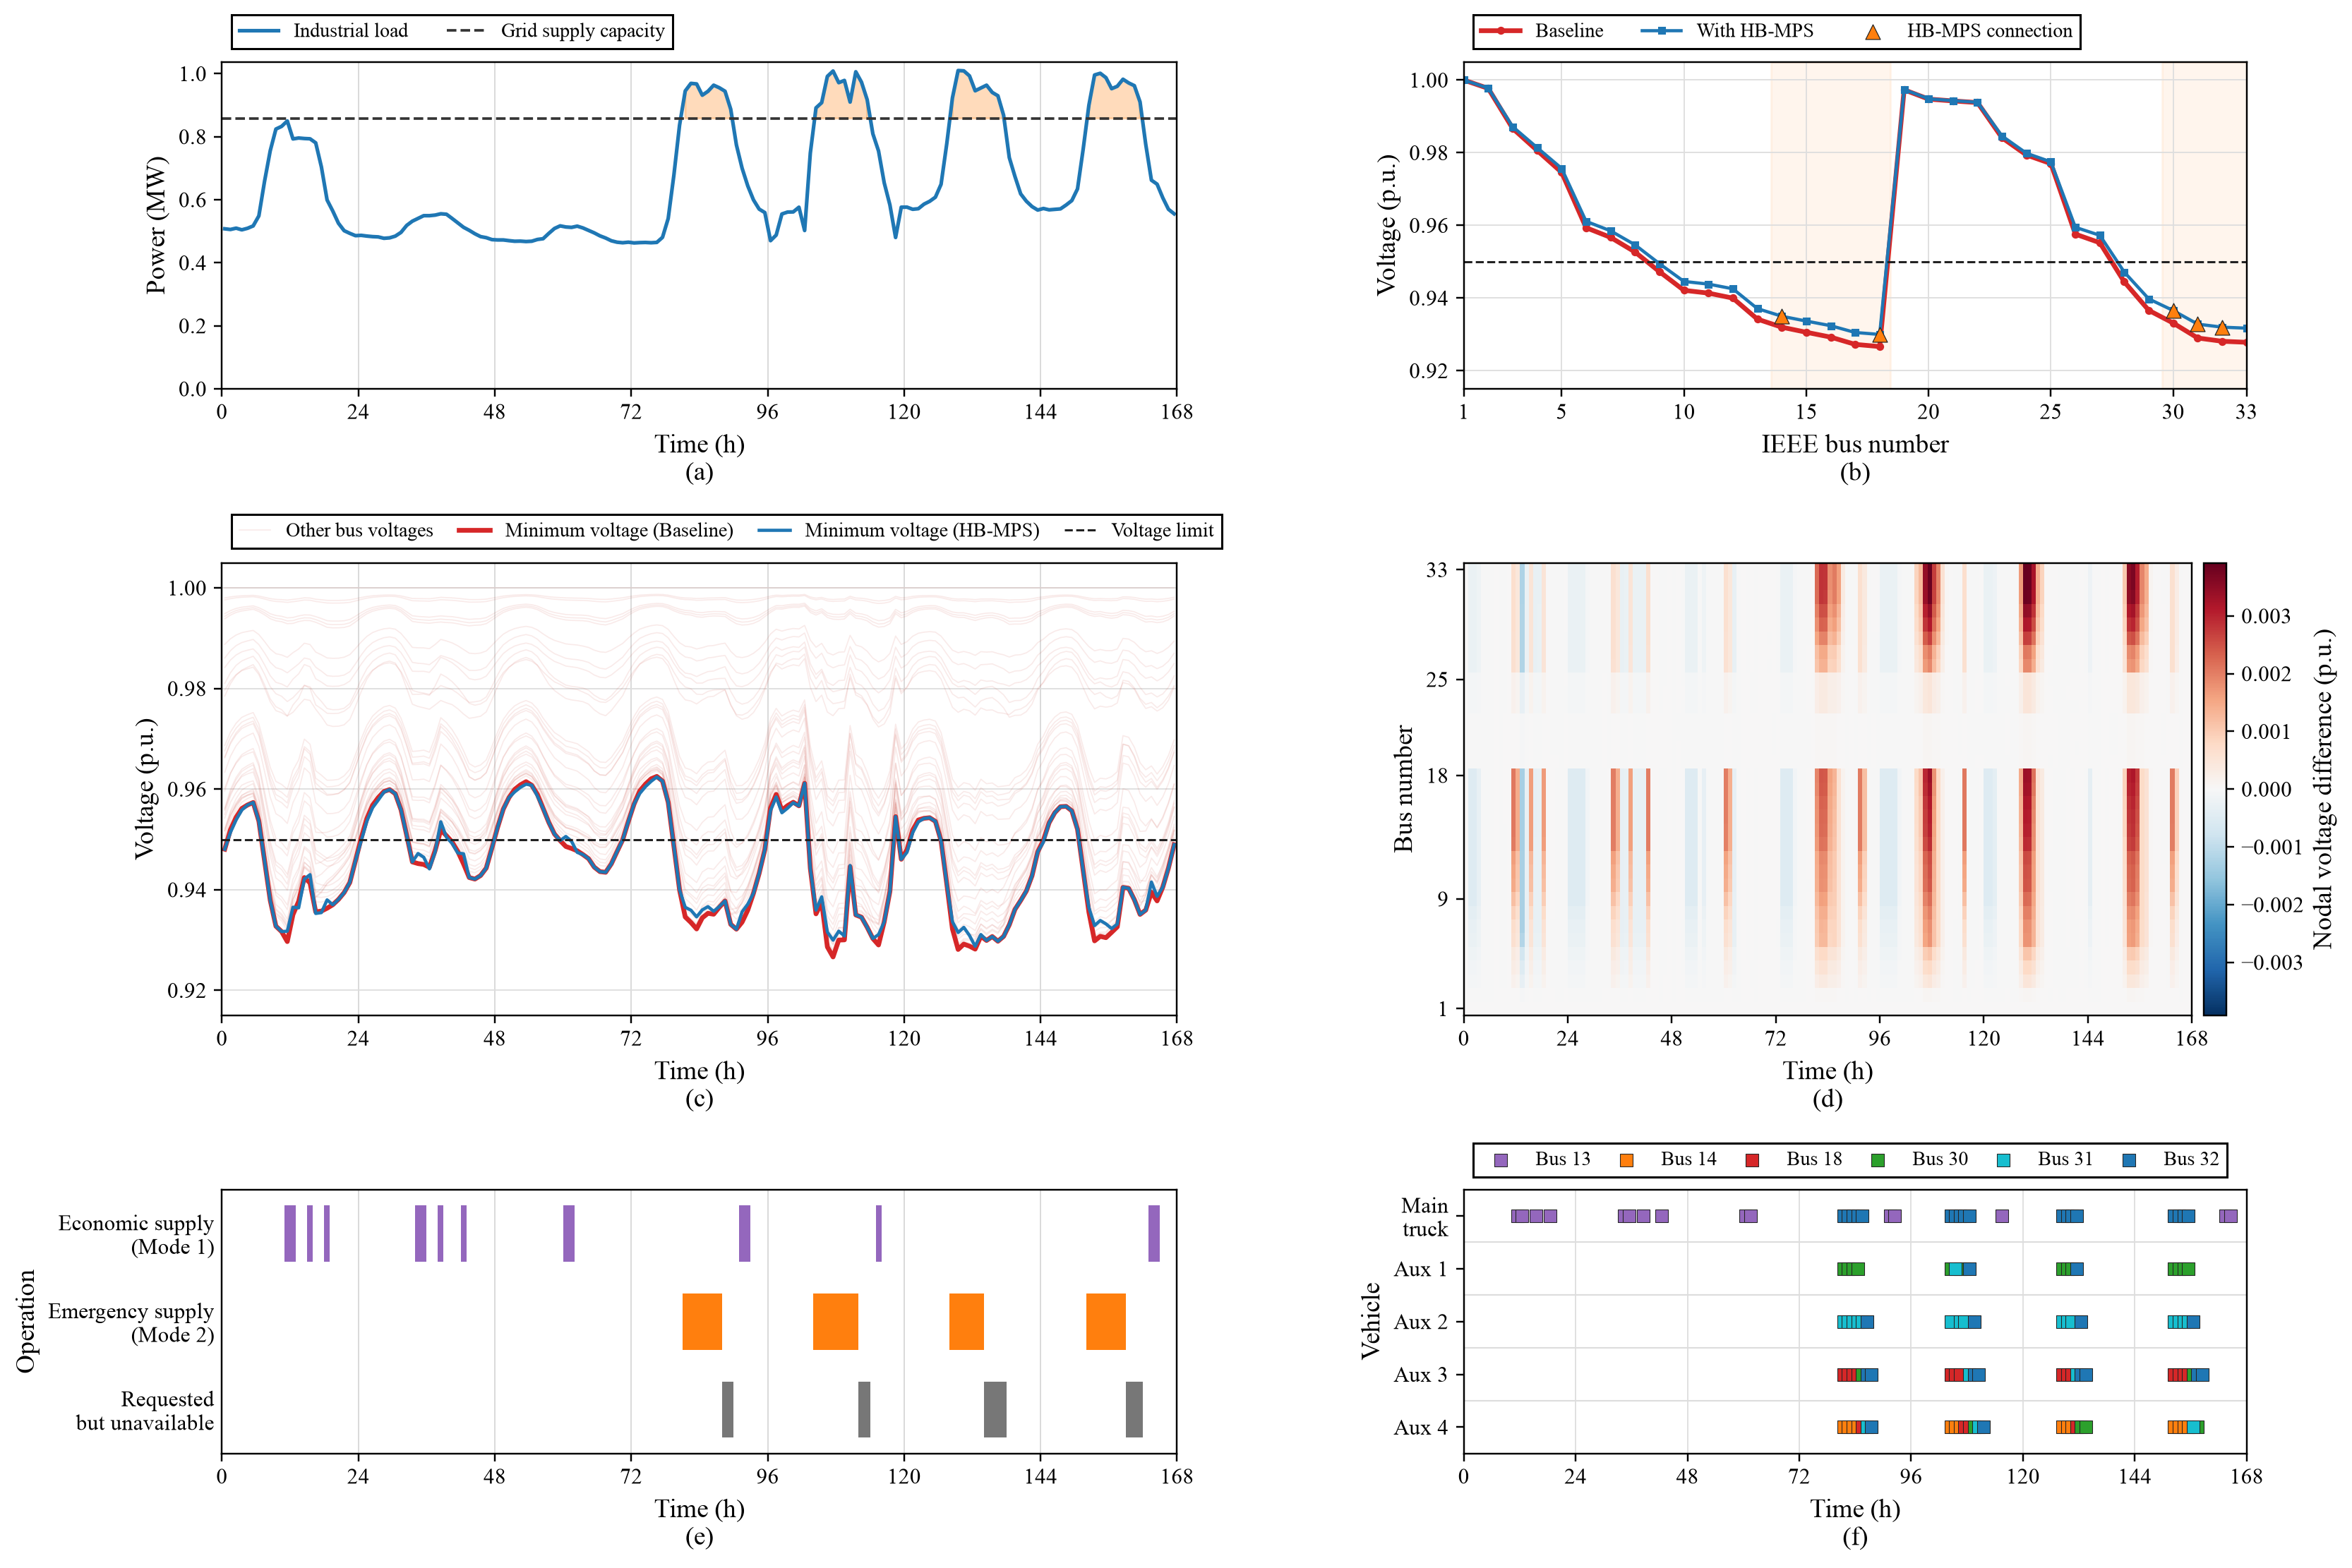 Industrial load
Grid supply capacity
Power (MW)
1.0
0.8
0.6
0.4
0.2
0.0
0 24 48 72 96 120 144 168
Time (h)
(a)
Baseline
With HB-MPS
HB-MPS connection
Voltage (p.u.)
1.00
0.98
0.96
0.94
0.92
1 5 10 15 20 25 30 33
IEEE bus number
(b)
Other bus voltages
Minimum voltage (Baseline)
Minimum voltage (HB-MPS)
Voltage limit
Voltage (p.u.)
1.00
0.98
0.96
0.94
0.92
0 24 48 72 96 120 144 168
Time (h)
(c)
Bus number
33
25
18
9
1
0 24 48 72 96 120 144 168
Time (h)
(d)
0.003
0.002
0.001
0.000
−0.001
−0.002
−0.003
Nodal voltage difference (p.u.)
Operation
Economic supply
(Mode 1)
Emergency supply
(Mode 2)
Requested
but unavailable
0 24 48 72 96 120 144 168
Time (h)
(e)
Bus 13
Bus 14
Bus 18
Bus 30
Bus 31
Bus 32
Vehicle
Main
truck
Aux 1
Aux 2
Aux 3
Aux 4
0 24 48 72 96 120 144 168
Time (h)
(f)